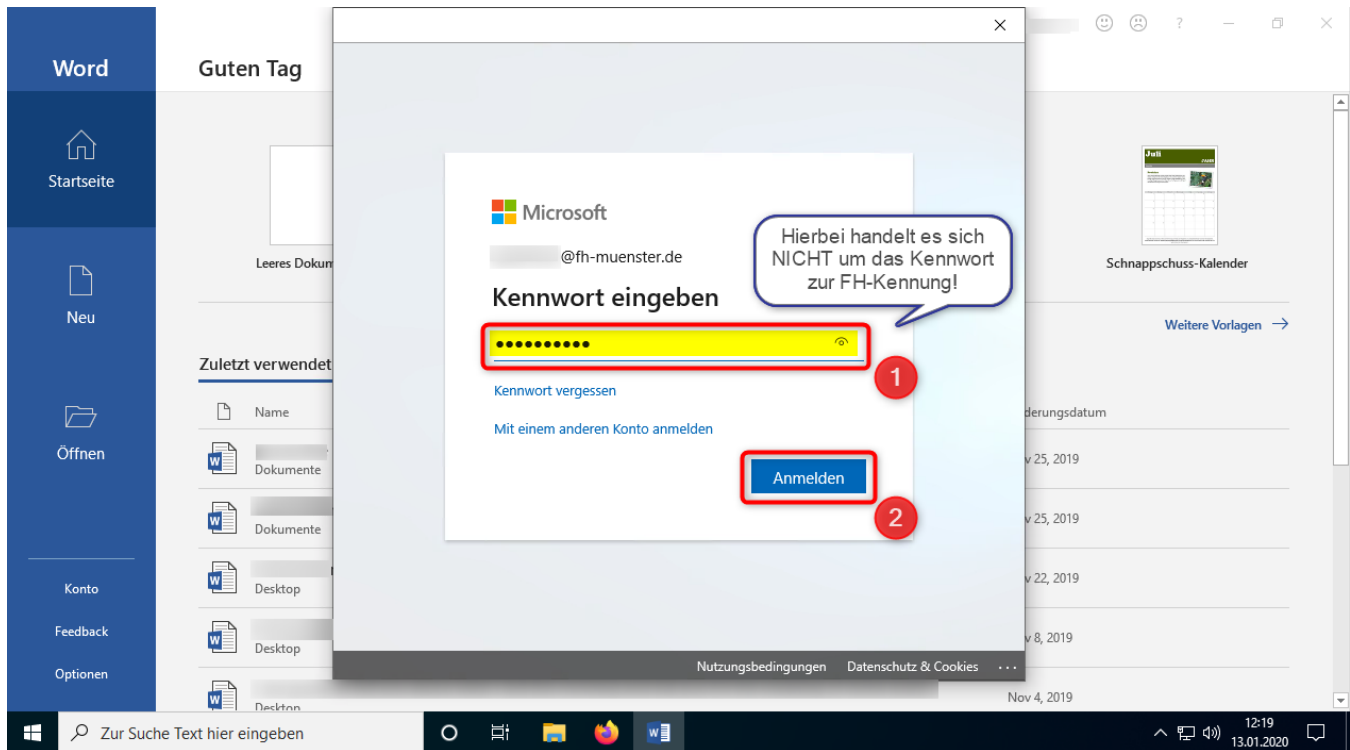 Word
Guten Tag
?
Startseite
Neu
Öffnen
Konto
Feedback
Optionen
Leeres Dokum
Juli
Schnappschuss-Kalender
Weitere Vorlagen
Zuletzt verwendet
Name
derungsdatum
Dokumente
v 25, 2019
Dokumente
v 25, 2019
Desktop
v 22, 2019
Desktop
v 8, 2019
Desktop
Nov 4, 2019
Microsoft
@fh-muenster.de
Kennwort eingeben
Hierbei handelt es sich
NICHT um das Kennwort
zur FH-Kennung!
••••••••••
1
Kennwort vergessen
Mit einem anderen Konto anmelden
Anmelden
2
Nutzungsbedingungen Datenschutz & Cookies ...
Zur Suche Text hier eingeben
12:19
13.01.2020